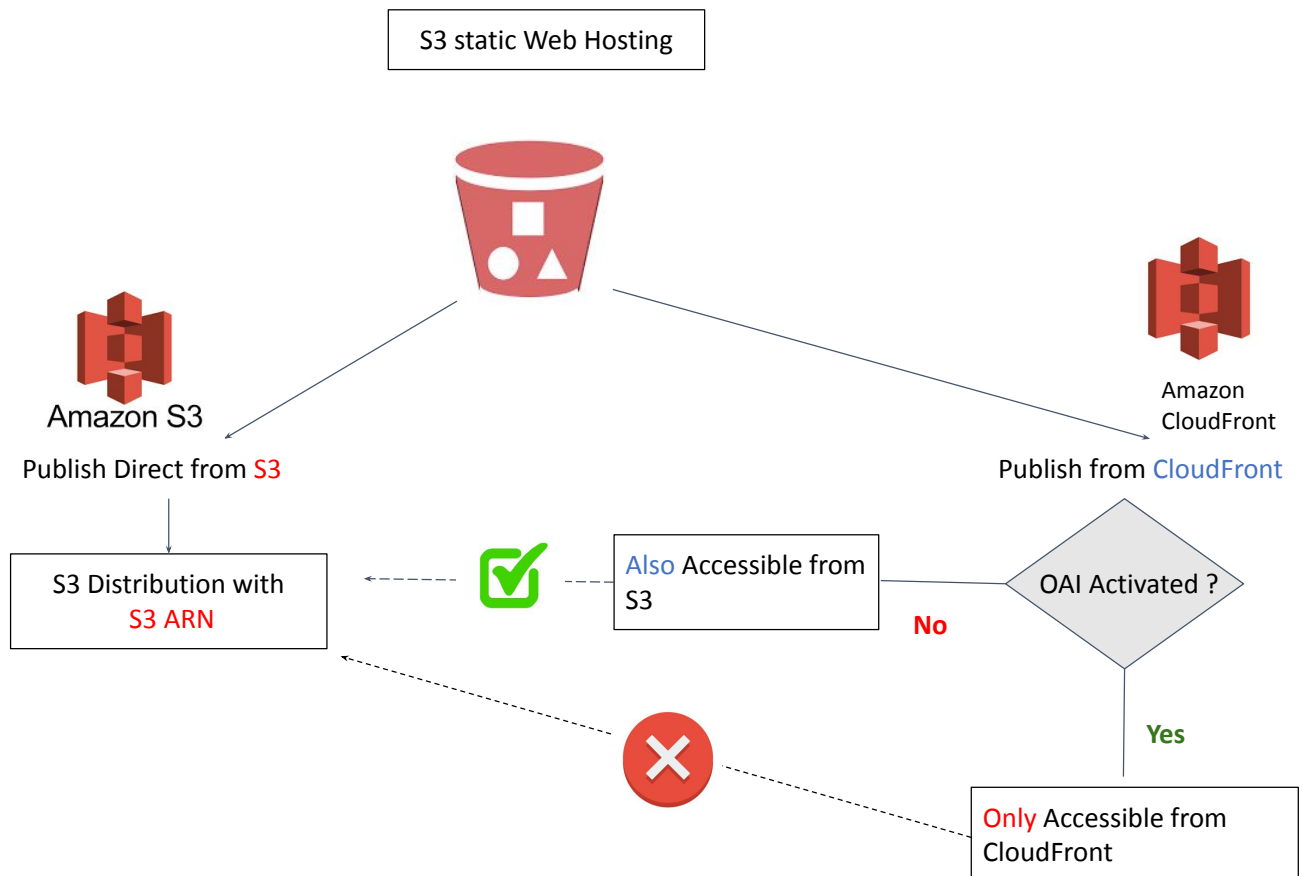 S3 static Web Hosting
Amazon S3
Amazon
CloudFront
Publish Direct from S3
Publish from CloudFront
S3 Distribution with
S3 ARN
Also Accessible from
S3
OAI Activated ?
No
Yes
Only Accessible from
CloudFront